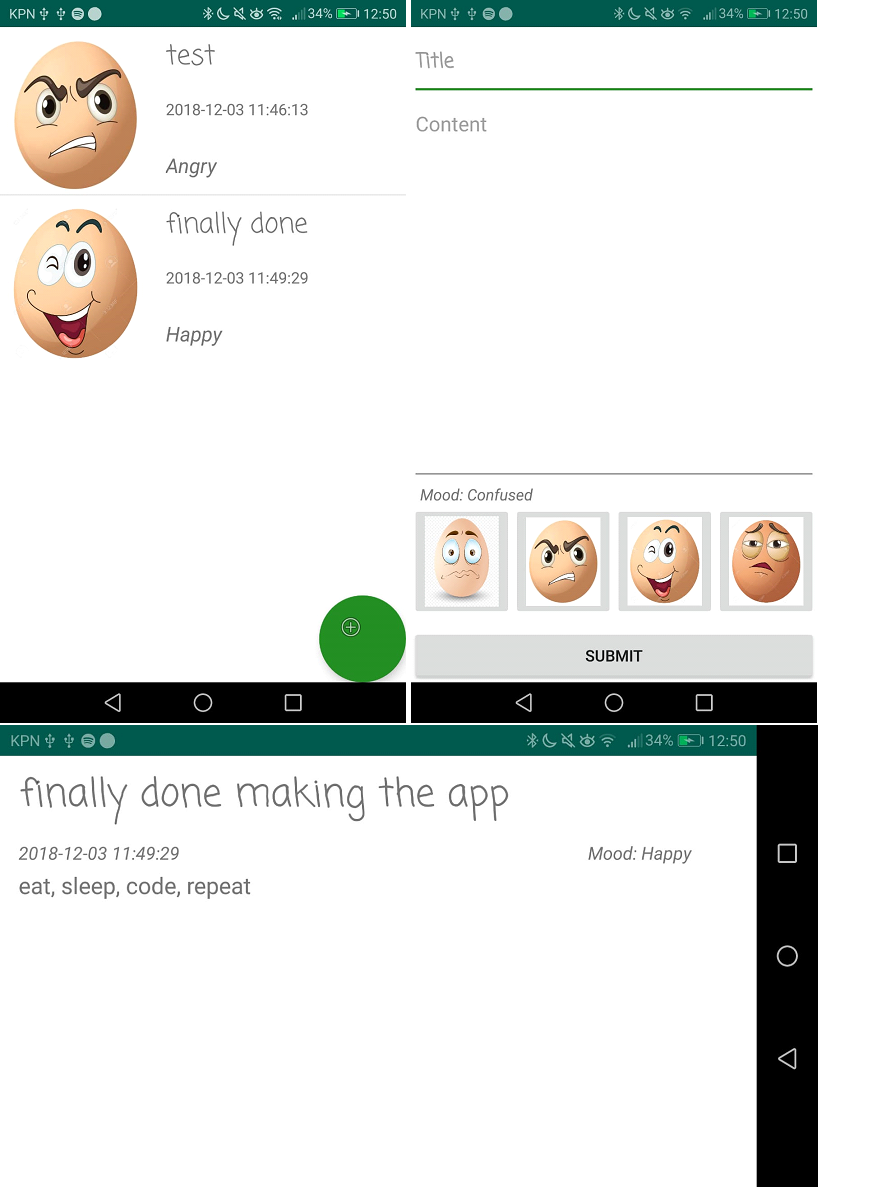 KPN 34% 12:50
test
2018-12-03 11:46:13
Angry
finally done
2018-12-03 11:49:29
Happy
KPN 34% 12:50
Title
Content
Mood: Confused
SUBMIT
KPN 34% 12:50
finally done making the app
2018-12-03 11:49:29 Mood: Happy
eat, sleep, code, repeat